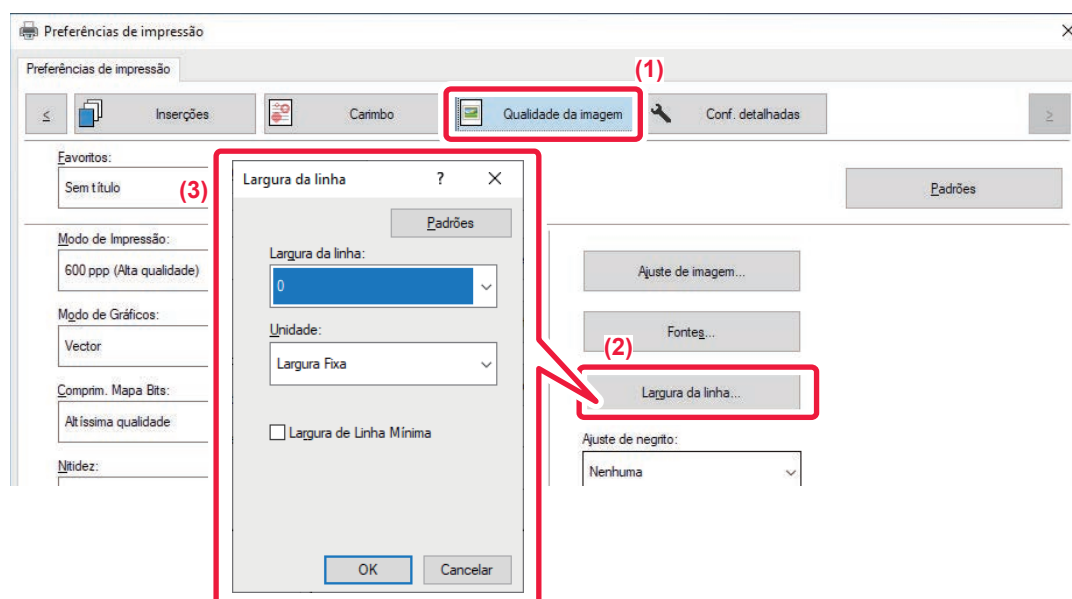 Preferências de impressão
Preferências de impressão
(1)
≤
Inserções
Carimbo
Qualidade da imagem
Conf. detalhadas
≥
Favoritos:
Sem título
(3)
Padrões
Modo de Impressão:
600 ppp (Alta qualidade)
Modo de Gráficos:
Vector
Comprim. Mapa Bits:
Altíssima qualidade
Nitidez:
Largura da linha
?
Padrões
Largura da linha:
0
Unidade:
Largura Fixa
Largura de Linha Mínima
OK
Cancelar
Ajuste de imagem...
Fontes...
(2)
Largura da linha...
Ajuste de negrito:
Nenhuma